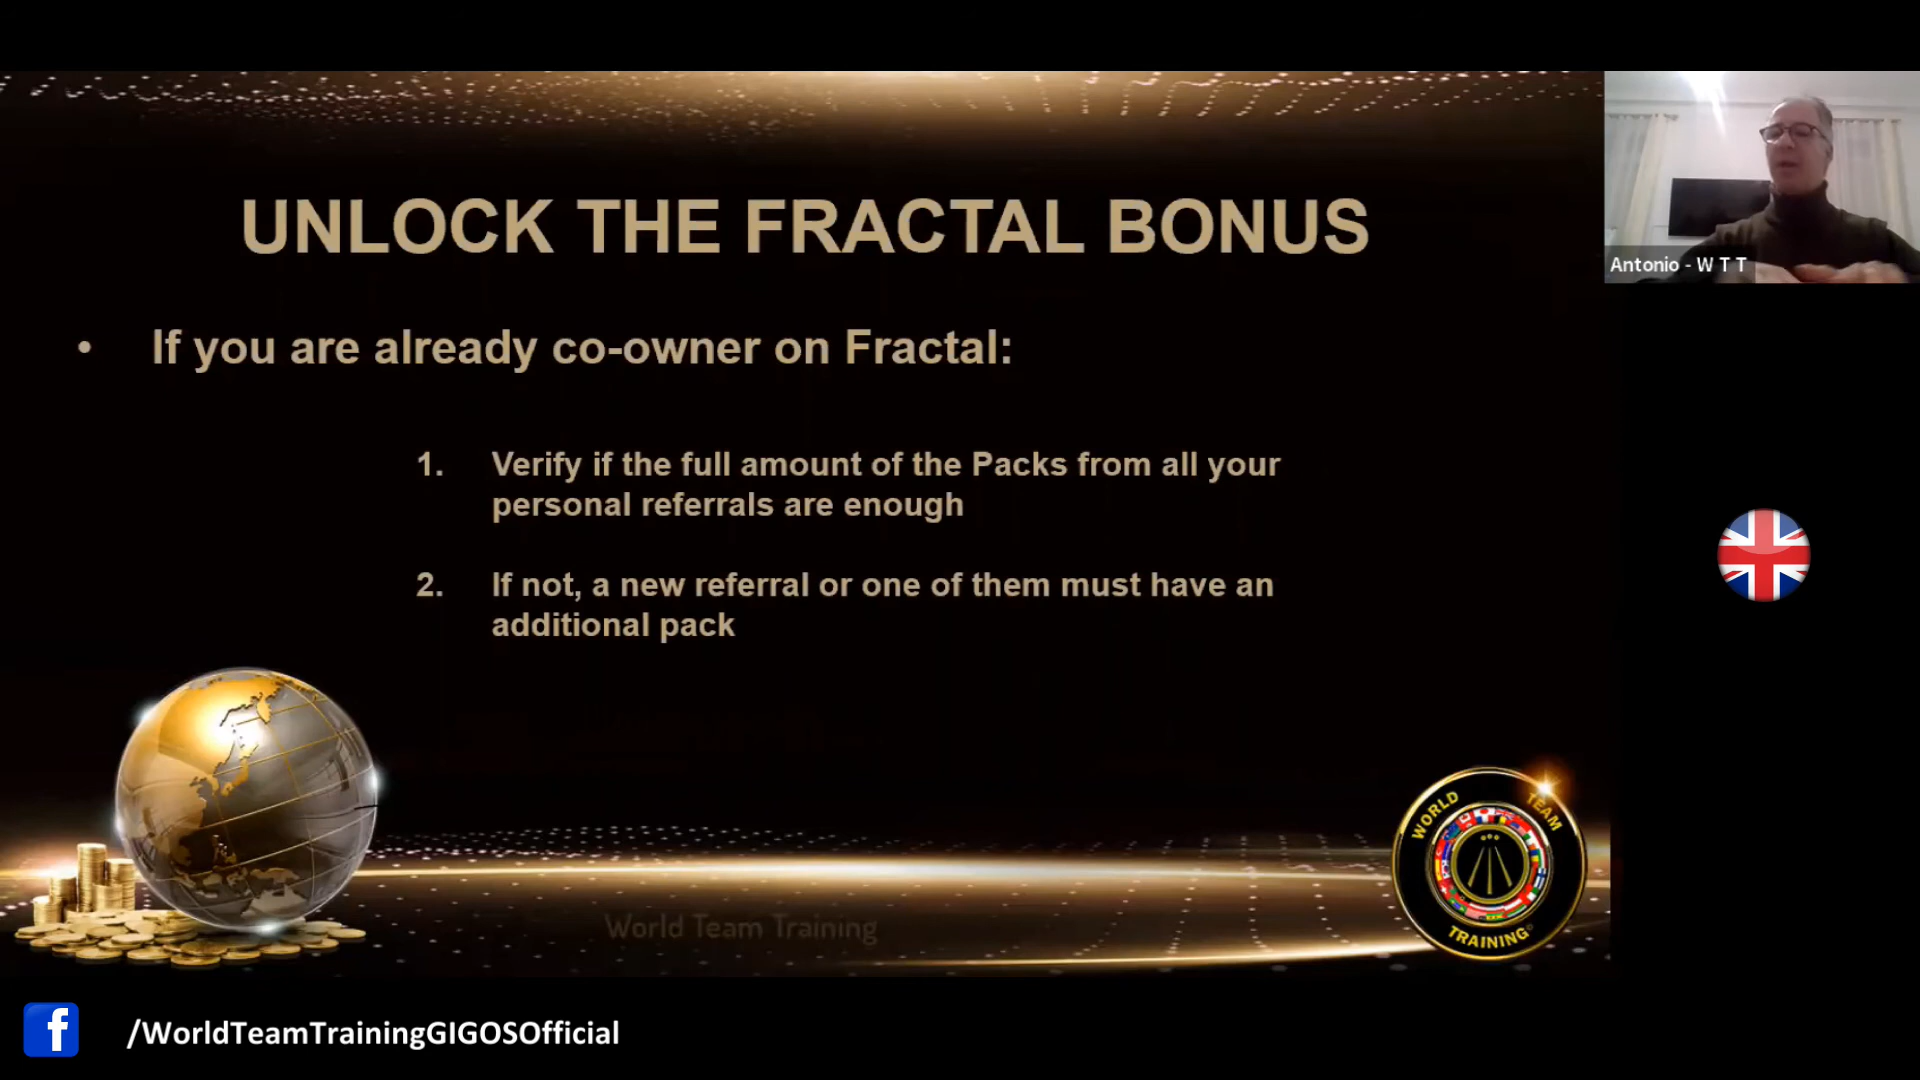 UNLOCK THE FRACTAL BONUS
Antonio - W T T
• If you are already co-owner on Fractal:
1. Verify if the full amount of the Packs from all your
personal referrals are enough
2. If not, a new referral or one of them must have an
additional pack
WORLD TEAM
TRAINING
World Team Training
f /WorldTeamTrainingGIGOSOfficial